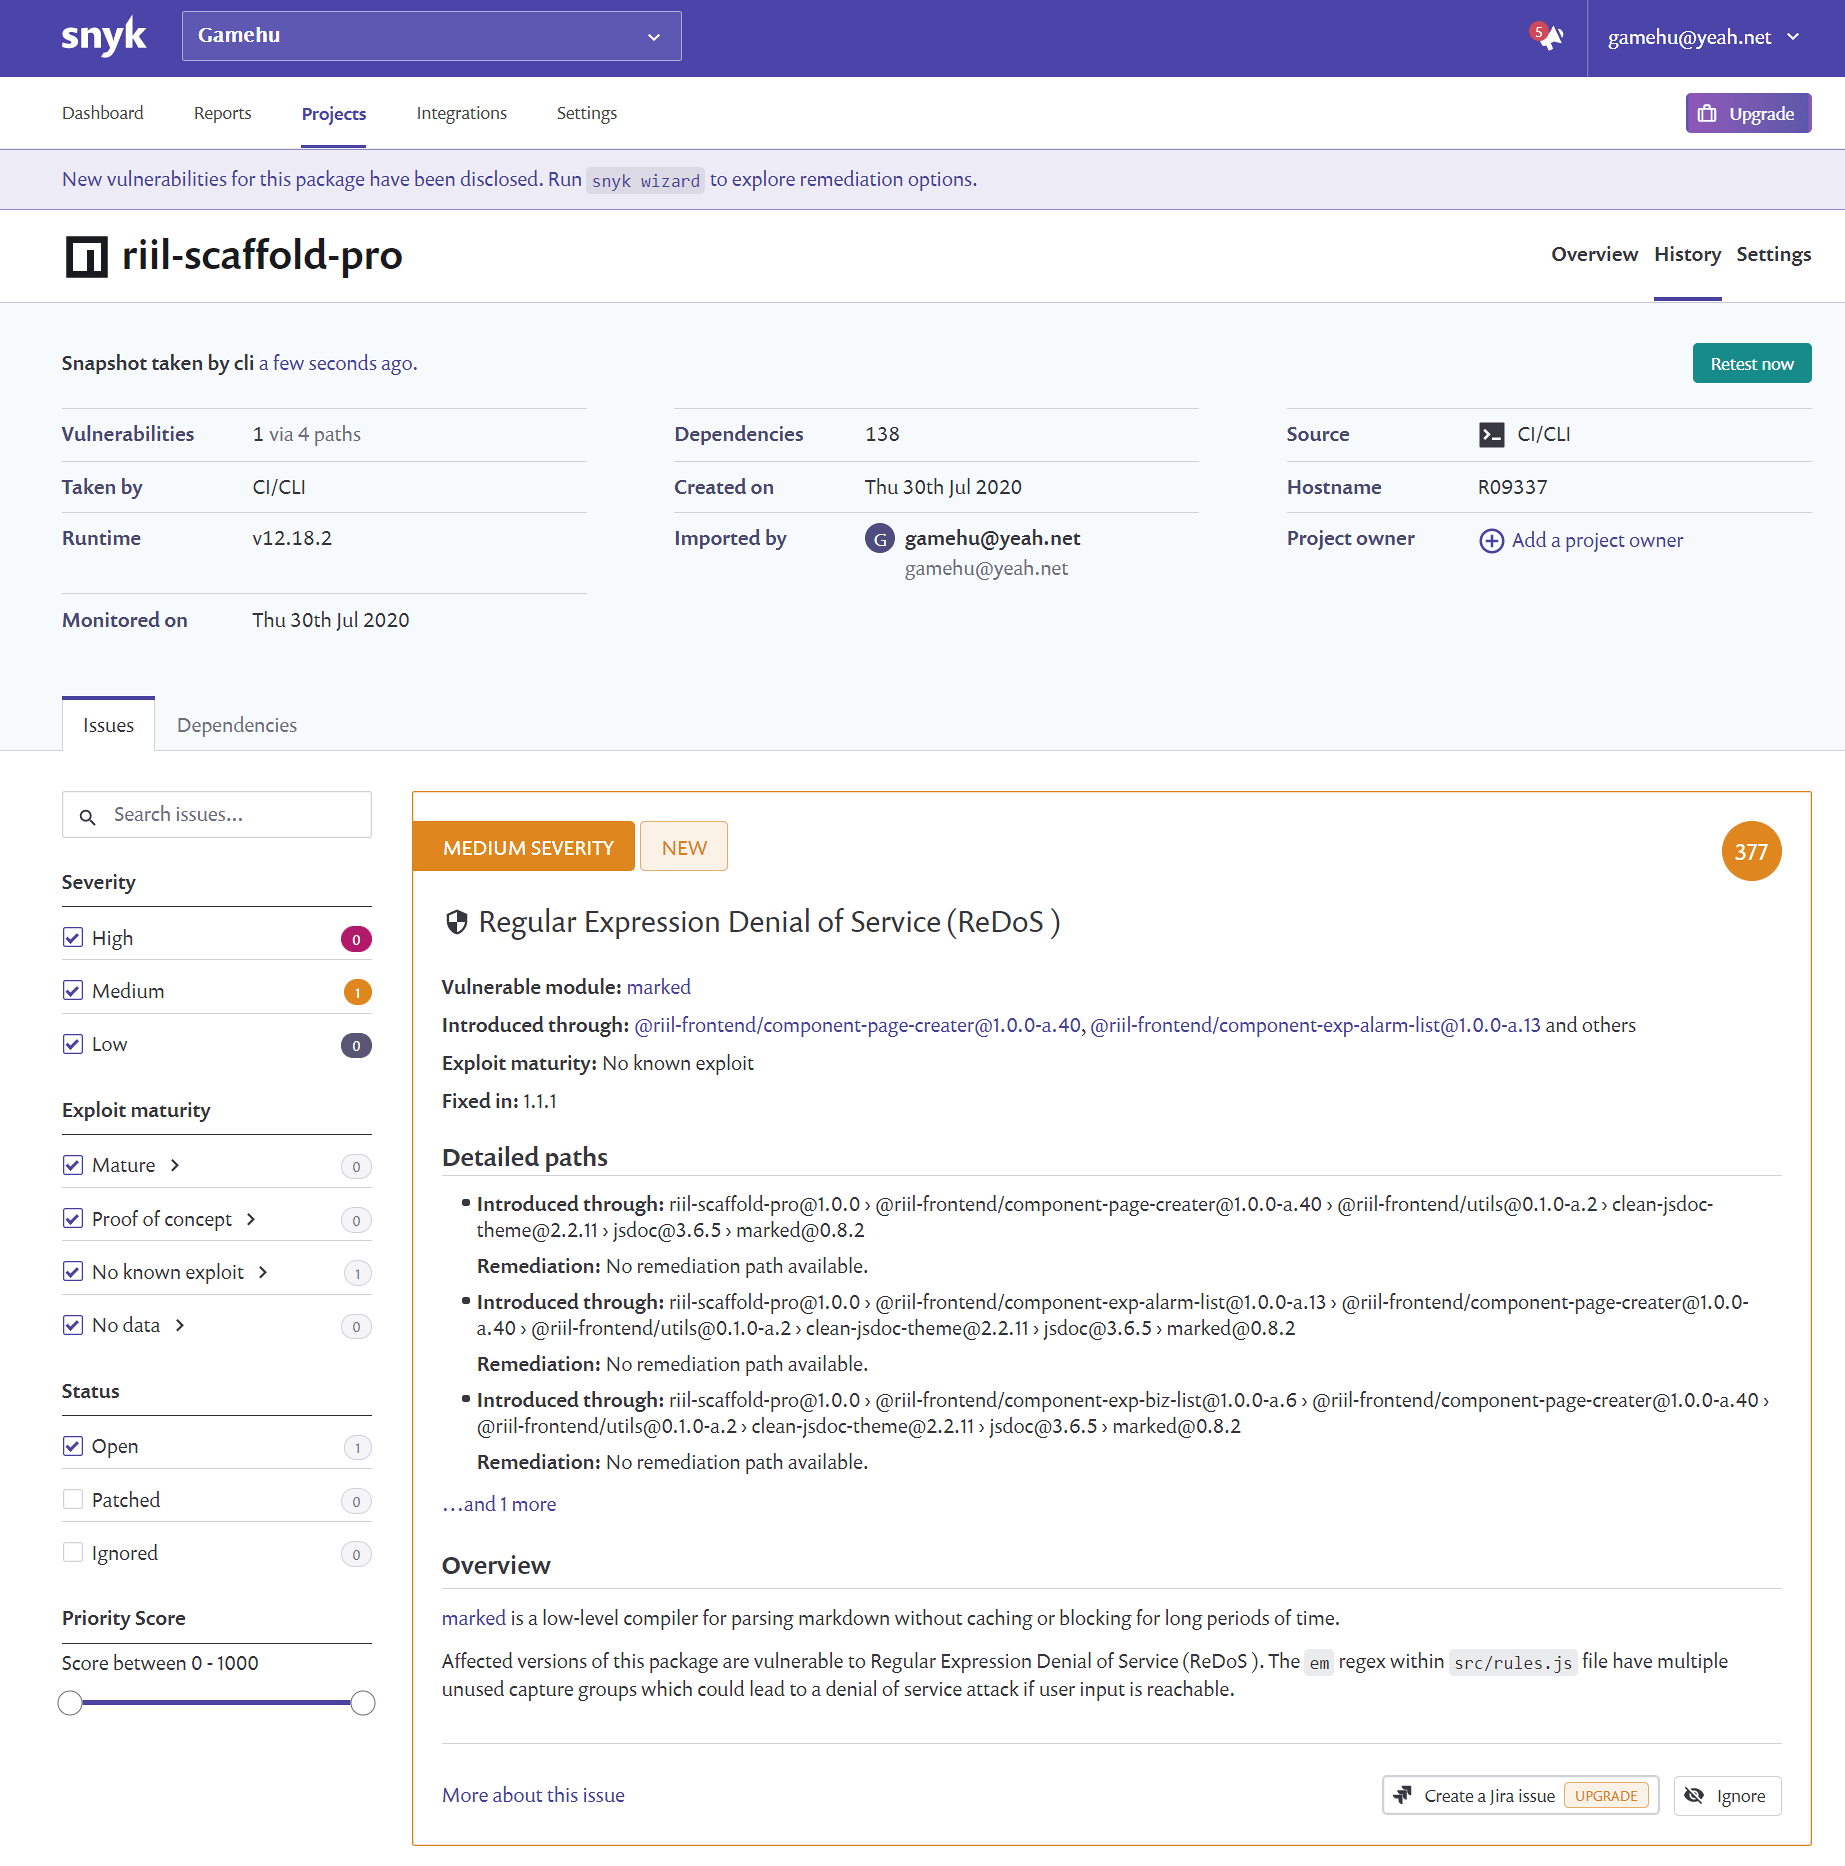 snyk
Gamehu
5
gamehu@yeah.net
Dashboard
Reports
Projects
Integrations
Settings
Upgrade
New vulnerabilities for this package have been disclosed. Run snyk wizard to explore remediation options.
riil-scaffold-pro
Overview
History
Settings
Snapshot taken by cli a few seconds ago.
Retest now
Vulnerabilities 1 via 4 paths
Dependencies 138
Source CI/CLI
Taken by CI/CLI
Created on Thu 30th Jul 2020
Hostname R09337
Runtime v12.18.2
Imported by G gamehu@yeah.net
gamehu@yeah.net
Project owner Add a project owner
Monitored on Thu 30th Jul 2020
Issues
Dependencies
Search issues...
Severity
High 0
Medium 1
Low 0
Exploit maturity
Mature 0
Proof of concept 0
No known exploit 1
No data 0
Status
Open 1
Patched 0
Ignored 0
Priority Score
Score between 0 - 1000
MEDIUM SEVERITY
NEW
377
Regular Expression Denial of Service (ReDoS )
Vulnerable module: marked
Introduced through: @riil-frontend/component-page-creater@1.0.0-a.40, @riil-frontend/component-exp-alarm-list@1.0.0-a.13 and others
Exploit maturity: No known exploit
Fixed in: 1.1.1
Detailed paths
Introduced through: riil-scaffold-pro@1.0.0 › @riil-frontend/component-page-creater@1.0.0-a.40 › @riil-frontend/utils@0.1.0-a.2 › clean-jsdoc-
theme@2.2.11 › jsdoc@3.6.5 › marked@0.8.2
Remediation: No remediation path available.
Introduced through: riil-scaffold-pro@1.0.0 › @riil-frontend/component-exp-alarm-list@1.0.0-a.13 › @riil-frontend/component-page-creater@1.0.0-
a.40 › @riil-frontend/utils@0.1.0-a.2 › clean-jsdoc-theme@2.2.11 › jsdoc@3.6.5 › marked@0.8.2
Remediation: No remediation path available.
Introduced through: riil-scaffold-pro@1.0.0 › @riil-frontend/component-exp-biz-list@1.0.0-a.6 › @riil-frontend/component-page-creater@1.0.0-a.40 ›
@riil-frontend/utils@0.1.0-a.2 › clean-jsdoc-theme@2.2.11 › jsdoc@3.6.5 › marked@0.8.2
Remediation: No remediation path available.
…and 1 more
Overview
marked is a low-level compiler for parsing markdown without caching or blocking for long periods of time.
Affected versions of this package are vulnerable to Regular Expression Denial of Service (ReDoS ). The em regex within src/rules.js file have multiple
unused capture groups which could lead to a denial of service attack if user input is reachable.
More about this issue
Create a Jira issue UPGRADE
Ignore